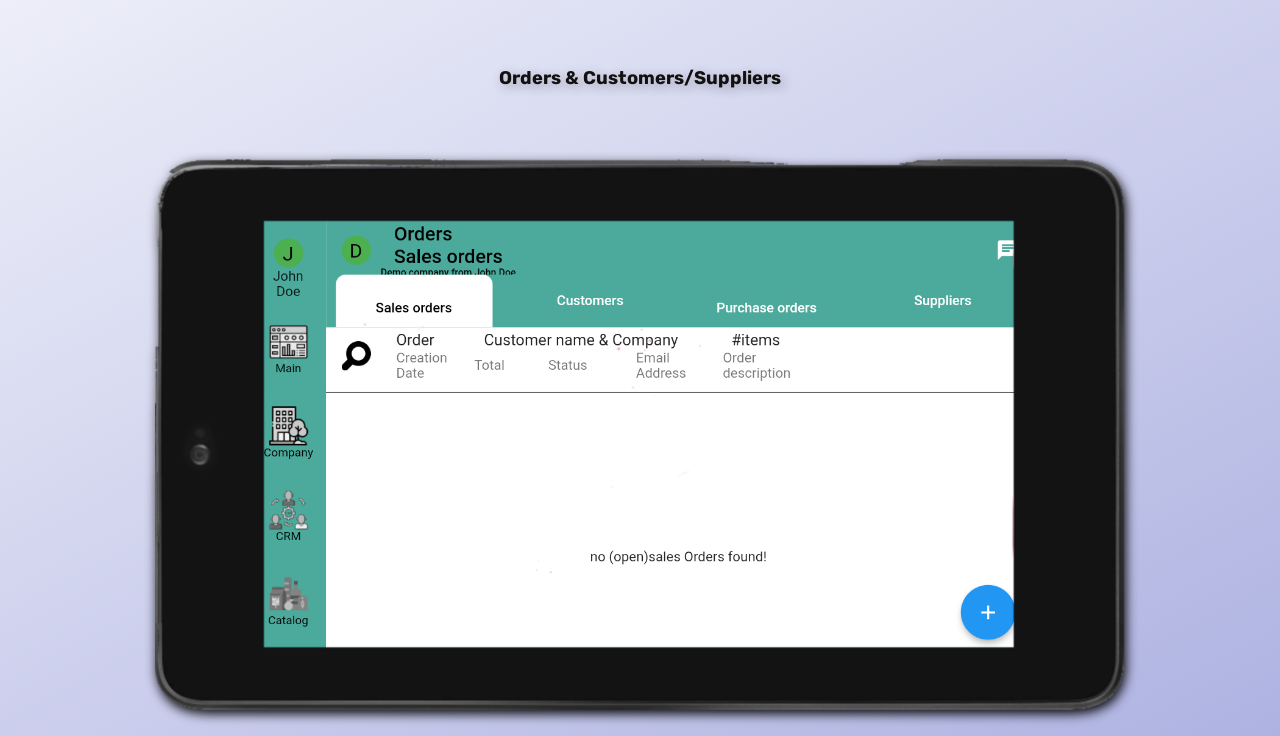 Orders & Customers/Suppliers
J
John
Doe
Main
Company
CRM
Catalog
D
Orders
Sales orders
Demo company from John Doe
Sales orders
Customers
Purchase orders
Suppliers
Order
Customer name & Company
#items
Creation
Date
Total
Status
Email
Address
Order
description
no (open)sales Orders found!
+